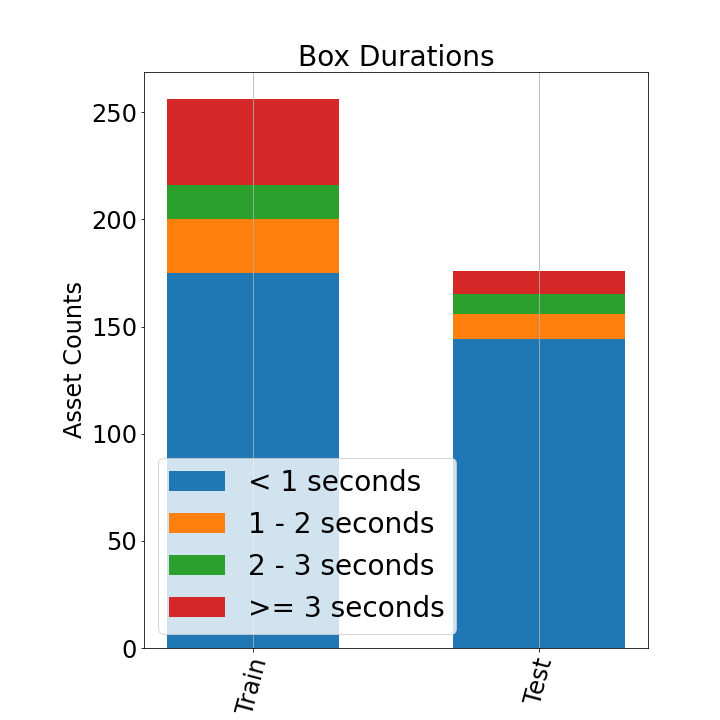 Box Durations
Asset Counts
250
200
150
100
50
0
< 1 seconds
1 - 2 seconds
2 - 3 seconds
>= 3 seconds
Train
Test